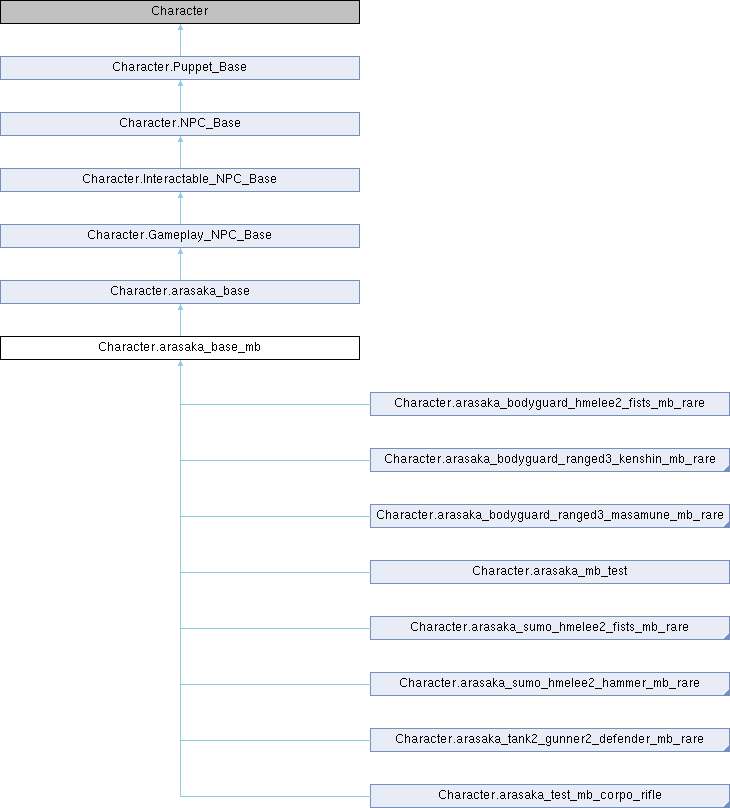 Character
Character.Puppet_Base
Character.NPC_Base
Character.Interactable_NPC_Base
Character.Gameplay_NPC_Base
Character.arasaka_base
Character.arasaka_base_mb
Character.arasaka_bodyguard_hmelee2_fists_mb_rare
Character.arasaka_bodyguard_ranged3_kenshin_mb_rare
Character.arasaka_bodyguard_ranged3_masamune_mb_rare
Character.arasaka_mb_test
Character.arasaka_sumo_hmelee2_fists_mb_rare
Character.arasaka_sumo_hmelee2_hammer_mb_rare
Character.arasaka_tank2_gunner2_defender_mb_rare
Character.arasaka_test_mb_corpo_rifle